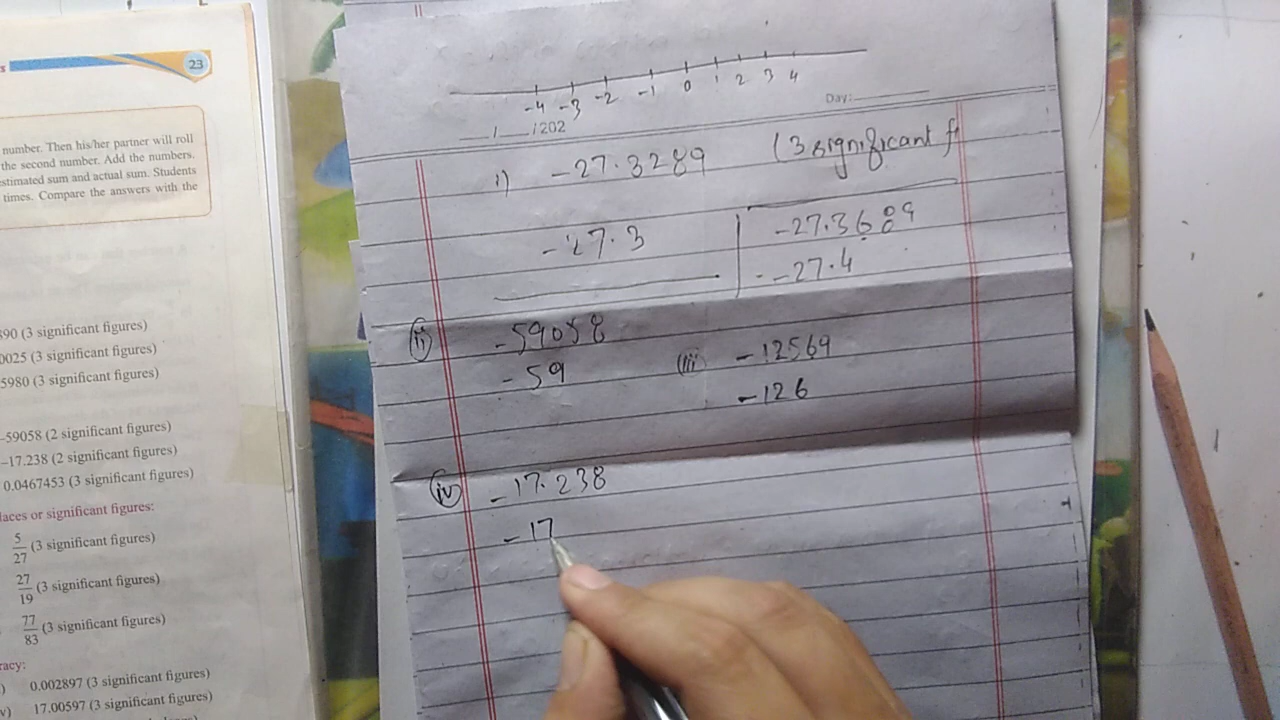 23
number. Then his/her partner will roll
the second number. Add the numbers.
estimated sum and actual sum. Students
times. Compare the answers with the
390 (3 significant figures)
0025 (3 significant figures)
5980 (3 significant figures)
-59058 (2 significant figures)
-17.238 (2 significant figures)
0.0467453 (3 significant figures)
laces or significant figures:
5/27 (3 significant figures)
27/19 (3 significant figures)
77/83 (3 significant figures)
racy:
) 0.002897 (3 significant figures)
v) 17.00597 (3 significant figures)
-4 -3 -2 -1 0 1 2 3 4
Day:
/ /202
i) -27.3289 (3 significant f
-27.3
-27.3689
-27.4
(ii) -59058
-59
(iii) -12569
-126
(iv) -17.238
-17